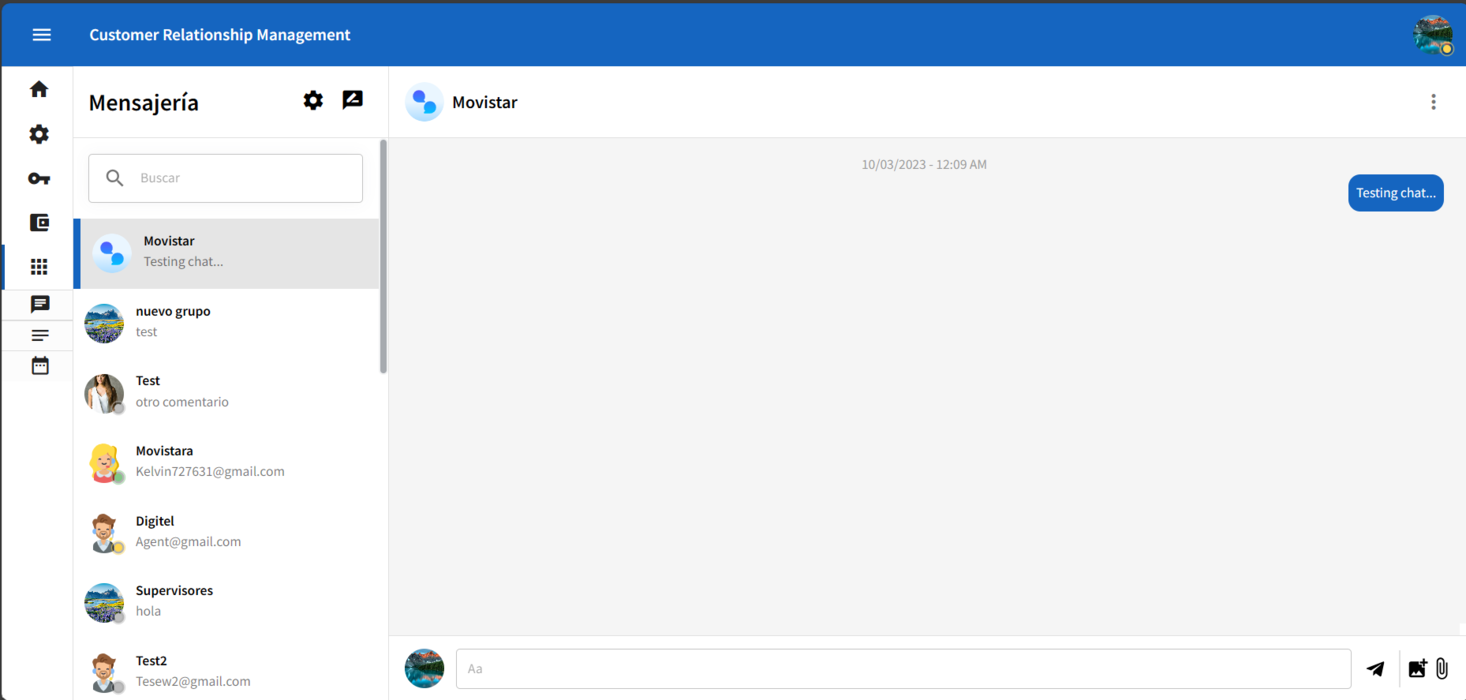 Customer Relationship Management
Mensajería
Buscar
Movistar
Testing chat...
nuevo grupo
test
Test
otro comentario
Movistara
Kelvin727631@gmail.com
Digitel
Agent@gmail.com
Supervisores
hola
Test2
Tesew2@gmail.com
Movistar
10/03/2023 - 12:09 AM
Testing chat...
Aa